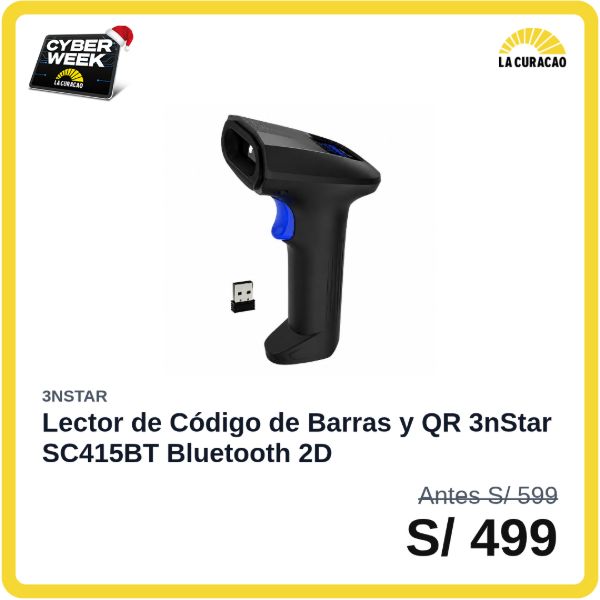 CYBER
WEEK
LA CURACAO
LA CURACAO
3NSTAR
Lector de Código de Barras y QR 3nStar
SC415BT Bluetooth 2D
Antes S/ 599
S/ 499